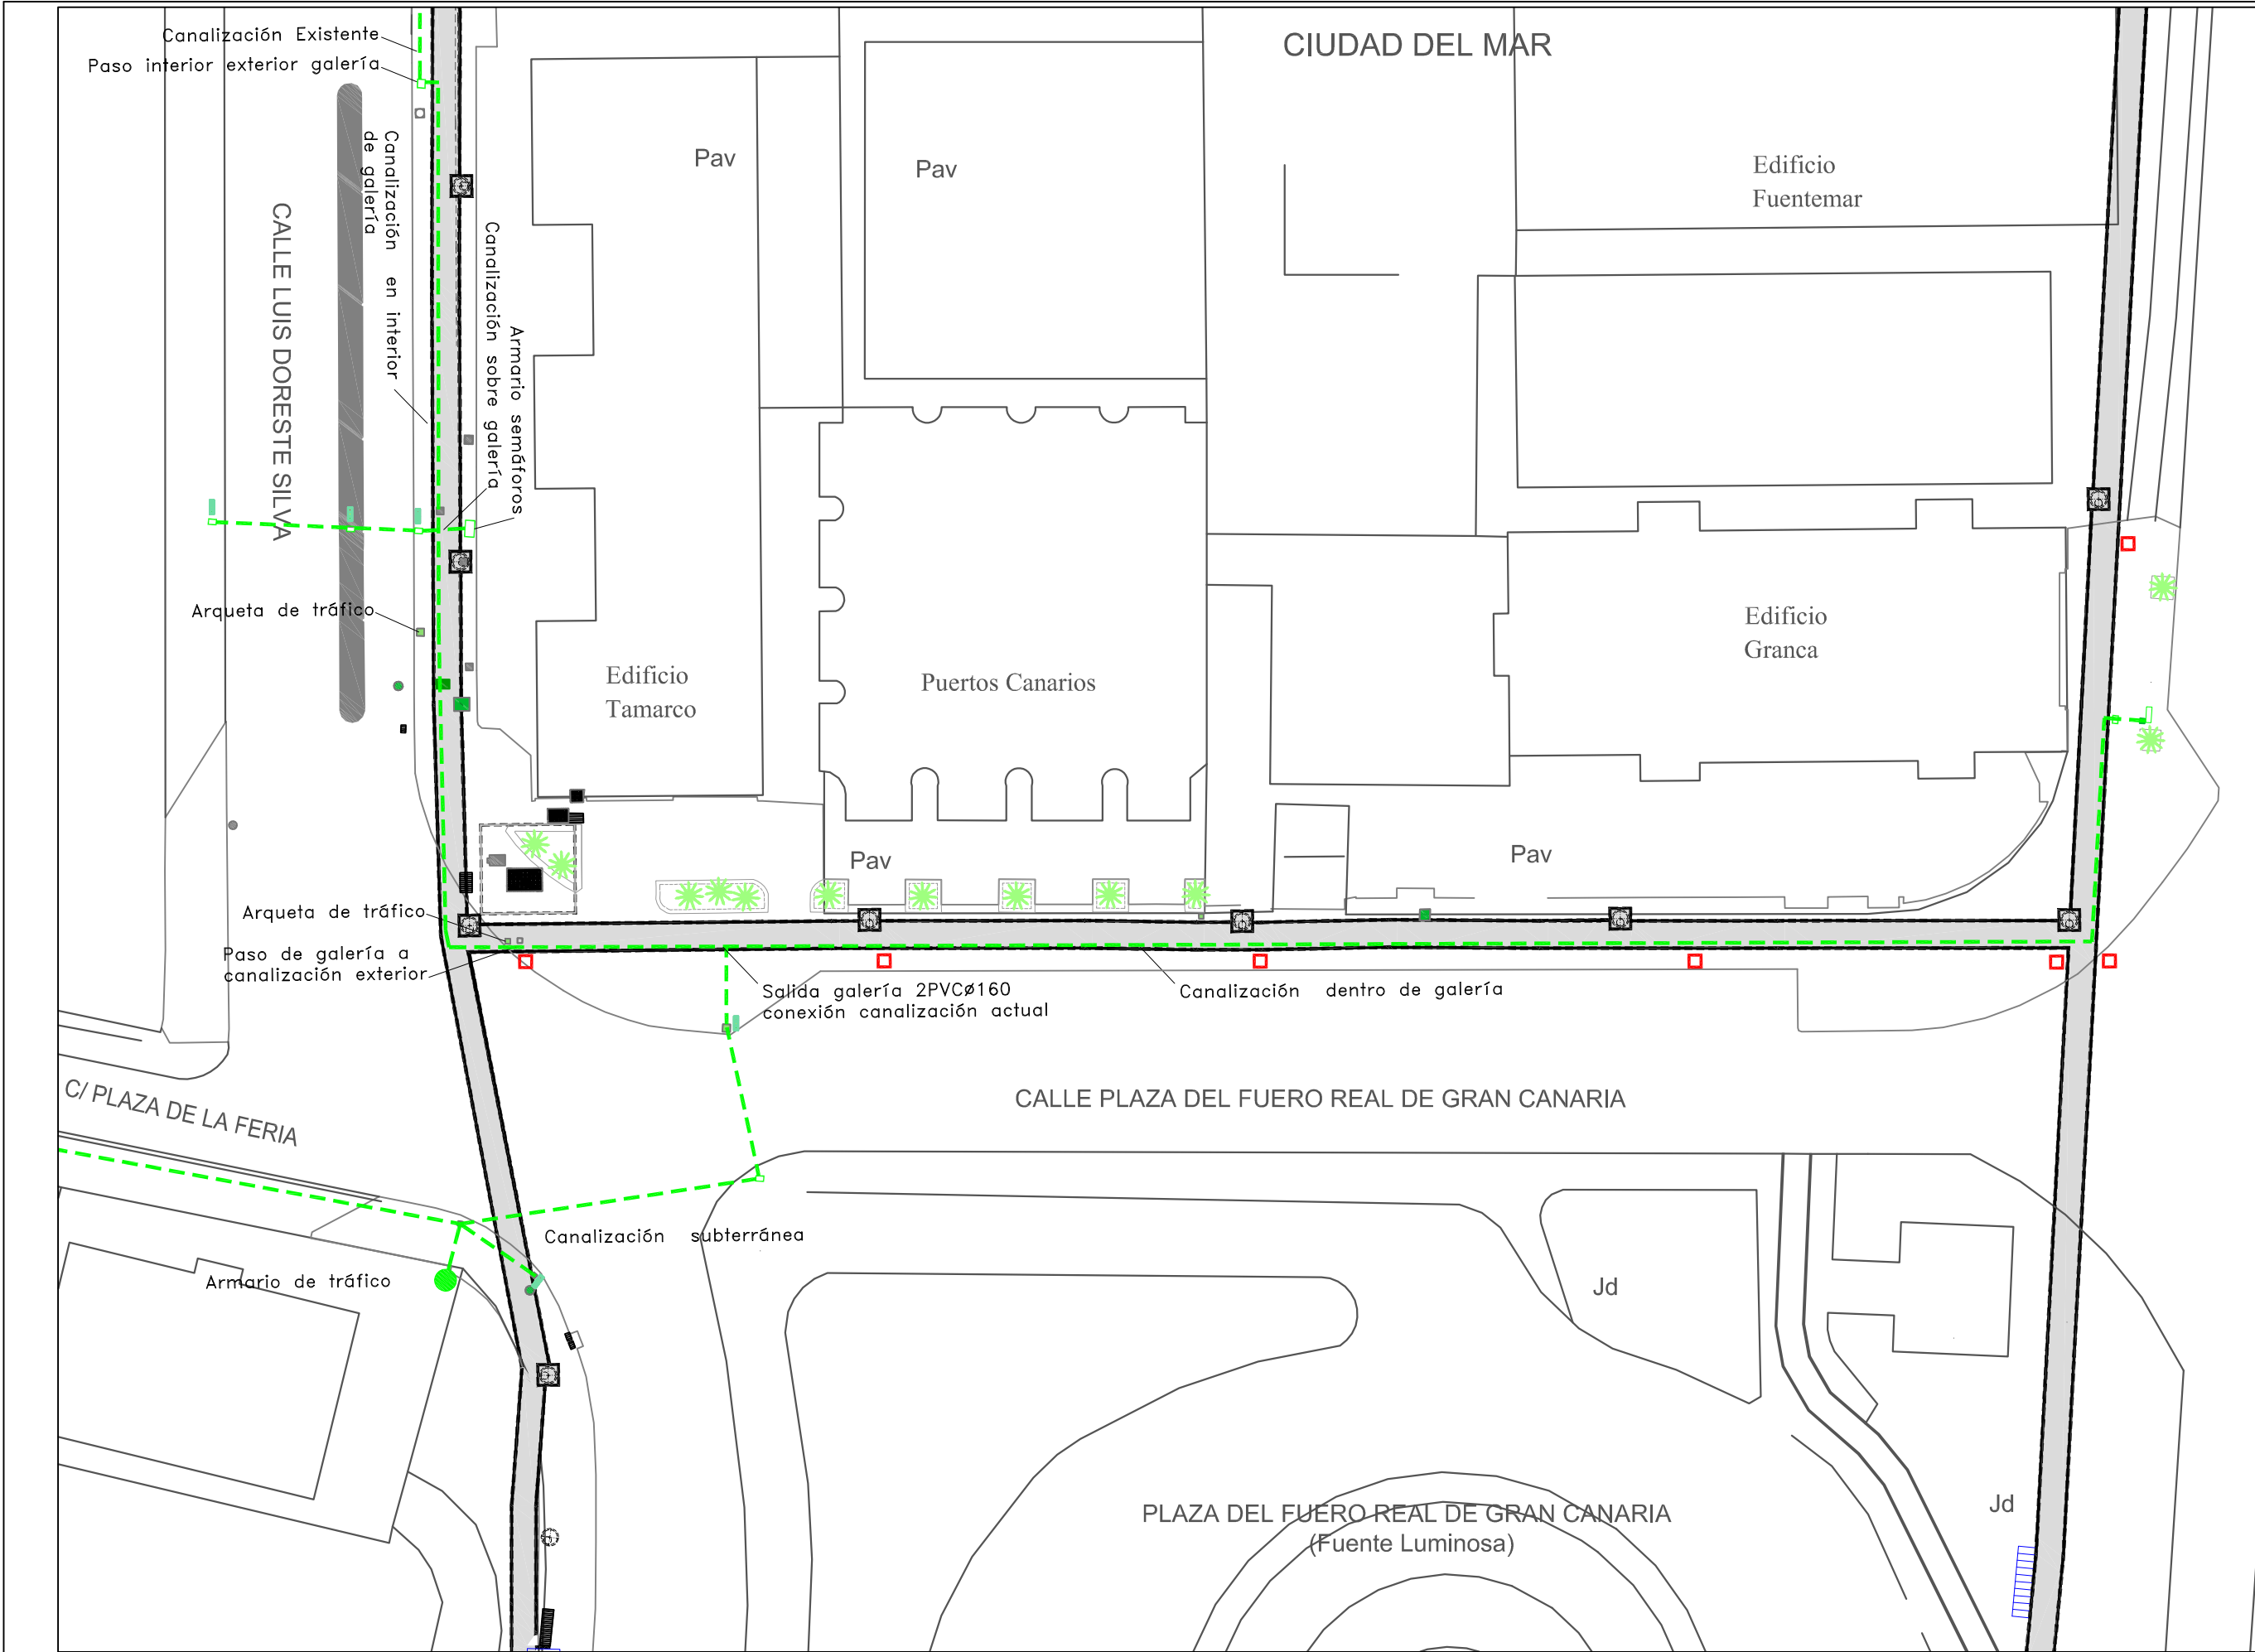 Canalización Existente
Paso interior exterior galería
CIUDAD DEL MAR
Canalización en interior
de galería
CALLE LUIS DORESTE SILVA
Armario semáforos
Canalización sobre galería
Pav
Pav
Edificio
Fuentemar
Arqueta de tráfico
Edificio
Tamarco
Puertos Canarios
Edificio
Granca
Pav
Pav
Arqueta de tráfico
Paso de galería a
canalización exterior
Salida galería 2PVCø160
conexión canalización actual
Canalización dentro de galería
C/ PLAZA DE LA FERIA
CALLE PLAZA DEL FUERO REAL DE GRAN CANARIA
Canalización subterránea
Armario de tráfico
Jd
PLAZA DEL FUERO REAL DE GRAN CANARIA
(Fuente Luminosa)
Jd